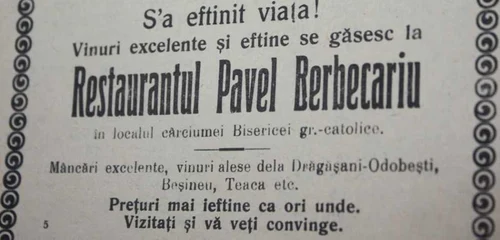 S'a eftinit viața!
Vinuri excelente și eftine se găsesc la
Restaurantul Pavel Berbecariu
in localul cârciumei Bisericei gr.-catolice.
Mâncări excelente, vinuri alese dela Drăgășani-Odobești,
Beșineu, Teaca etc.
Prețuri mai ieftine ca ori unde.
5 Vizitați și vă veți convinge.